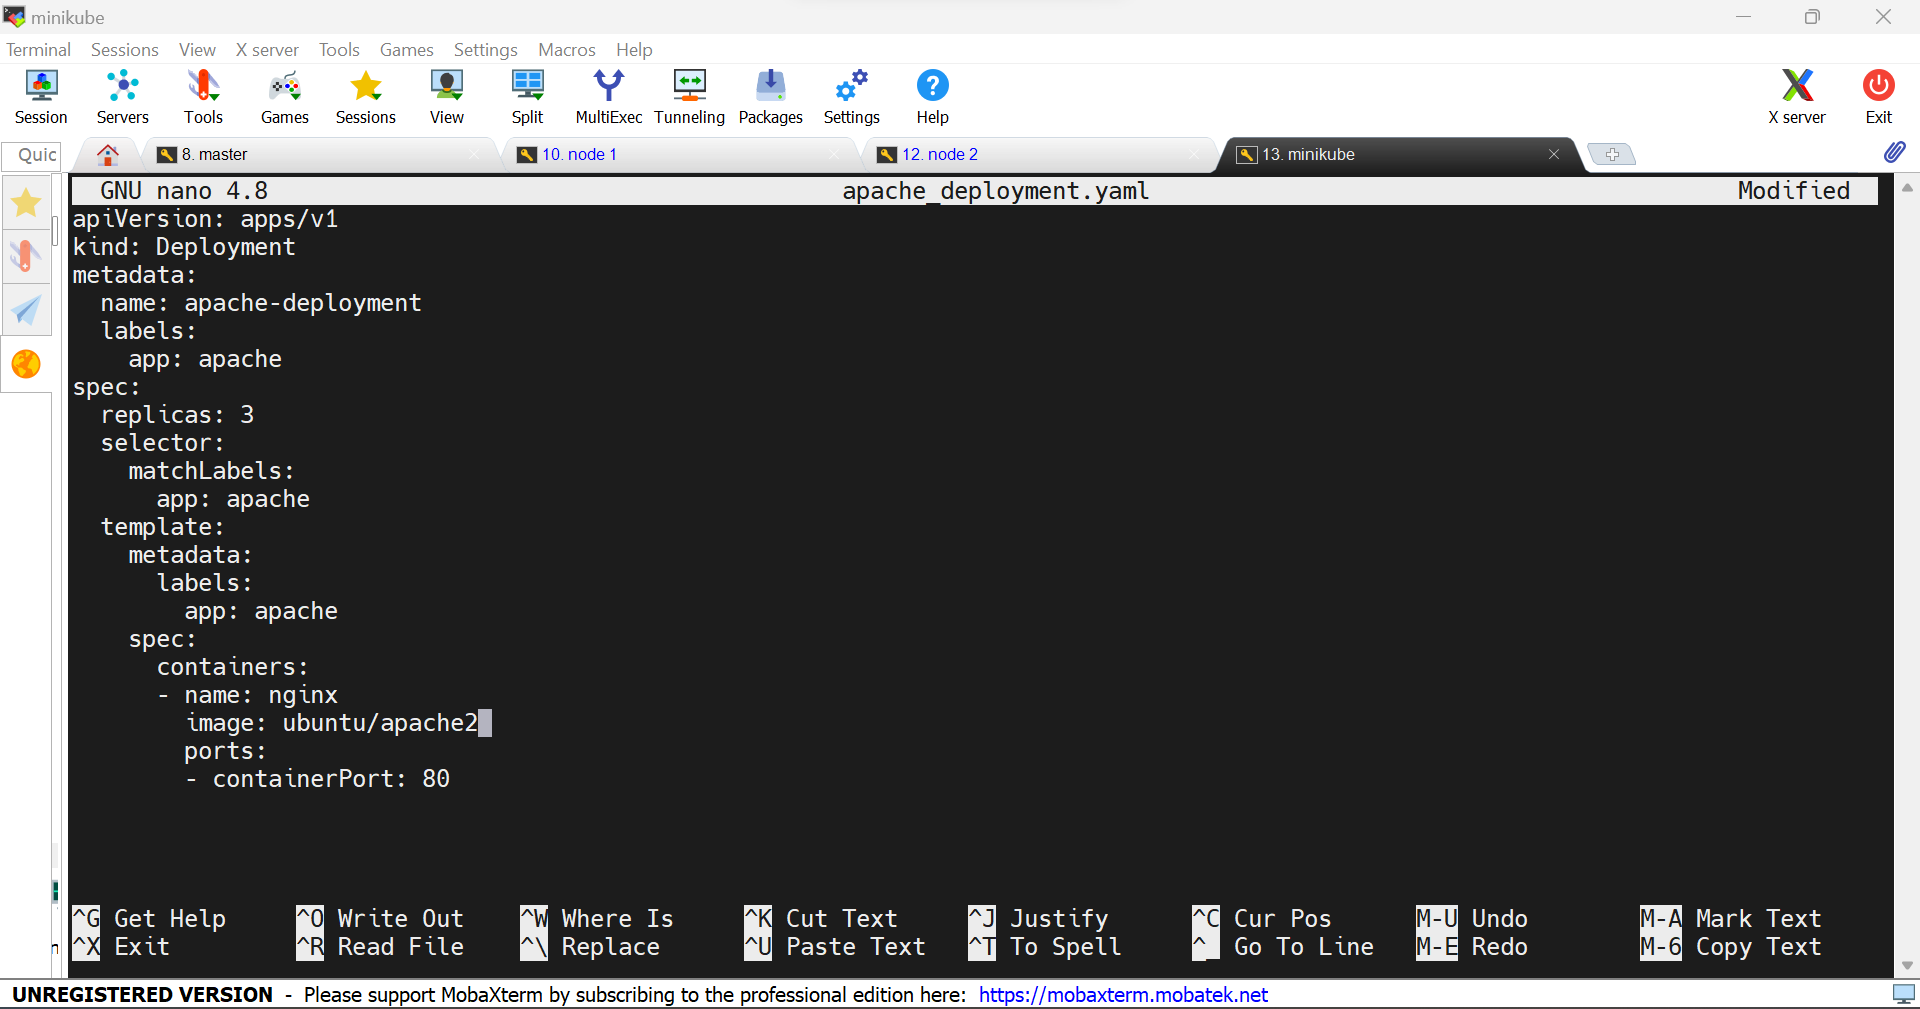 minikube
Terminal Sessions View X server Tools Games Settings Macros Help
Session Servers Tools Games Sessions View Split MultiExec Tunneling Packages Settings Help X server Exit
Quic 8. master 10. node 1 12. node 2 13. minikube
GNU nano 4.8 apache_deployment.yaml Modified
apiVersion: apps/v1
kind: Deployment
metadata:
  name: apache-deployment
  labels:
    app: apache
spec:
  replicas: 3
  selector:
    matchLabels:
      app: apache
  template:
    metadata:
      labels:
        app: apache
    spec:
      containers:
      - name: nginx
        image: ubuntu/apache2
        ports:
        - containerPort: 80
^G Get Help ^O Write Out ^W Where Is ^K Cut Text ^J Justify ^C Cur Pos M-U Undo M-A Mark Text
^X Exit ^R Read File ^\ Replace ^U Paste Text ^T To Spell ^_ Go To Line M-E Redo M-6 Copy Text
UNREGISTERED VERSION - Please support MobaXterm by subscribing to the professional edition here: https://mobaxterm.mobatek.net